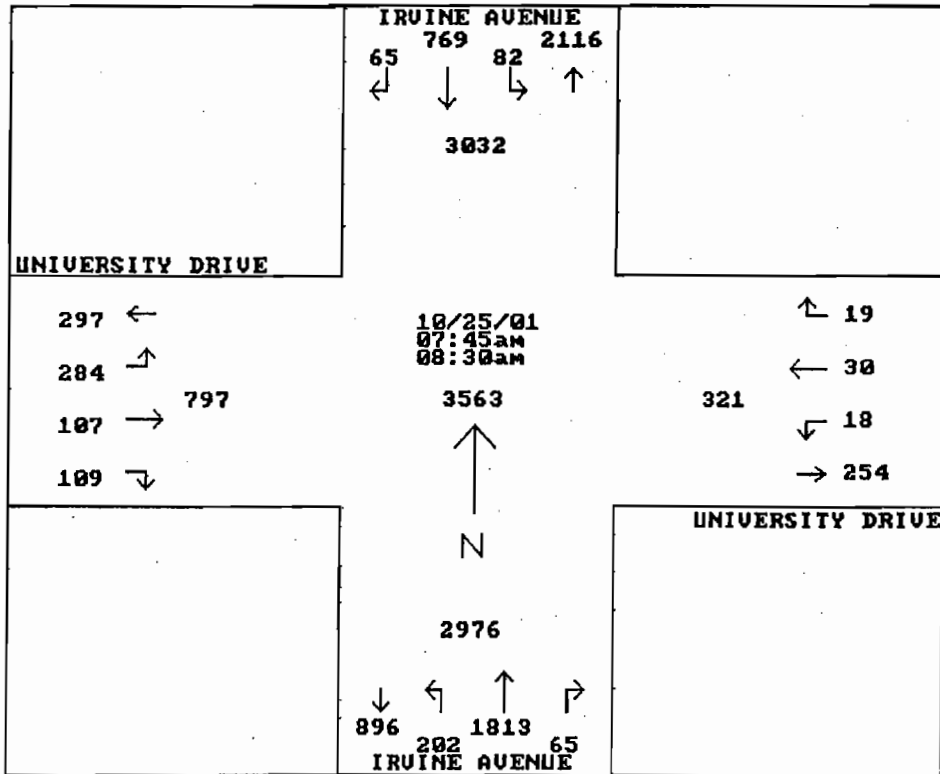 IRVINE AVENUE
769 2116
65 82
3032
UNIVERSITY DRIVE
297
284
107
109
797
10/25/01
07:45am
08:30am
3563
321
19
30
18
254
UNIVERSITY DRIVE
N
2976
896 1813
202 65
IRVINE AVENUE